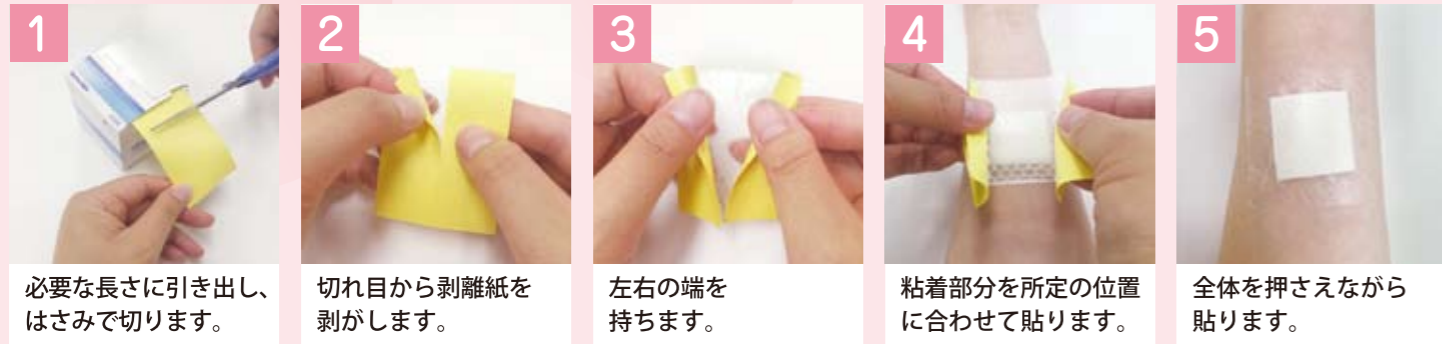 1
必要な長さに引き出し、
はさみで切ります。
2
切れ目から剥離紙を
剥がします。
3
左右の端を
持ちます。
4
粘着部分を所定の位置
に合わせて貼ります。
5
全体を押さえながら
貼ります。